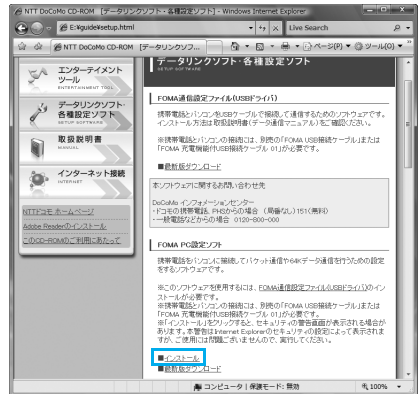 NTT DoCoMo CD-ROM [データリンクソフト・各種設定ソフト] - Windows Internet Explorer
E:¥guide¥setup.html
Live Search
NTT DoCoMo CD-ROM [データリンクソフ...
ページ(P)
ツール(O)
エンターテイメント
ツール
ENTERTAINMENT TOOL
データリンクソフト・
各種設定ソフト
SETUP SOFTWARE
取扱説明書
MANUAL
インターネット接続
INTERNET
NTTドコモ ホームページ
Adobe Readerのインストール
このCD-ROMのご利用にあたって
データリンクソフト・各種設定ソフト
SETUP SOFTWARE
FOMA通信設定ファイル(USBドライバ)
携帯電話とパソコンをUSBケーブルで接続して通信するためのソフトウェアです。
インストール方法は取扱説明書(データ通信マニュアル)をご確認ください。
※携帯電話とパソコンの接続には、別売の「FOMA USB接続ケーブル」または
「FOMA 充電機能付USB接続ケーブル 01」が必要です。
■最新版ダウンロード
本ソフトウェアに関するお問い合わせ先
DoCoMo インフォメーションセンター
・ドコモの携帯電話、PHSからの場合 (局番なし)151(無料)
・一般電話などからの場合 0120-800-000
FOMA PC設定ソフト
携帯電話をパソコンに接続してパケット通信や64Kデータ通信を行うための設定
をするソフトウェアです。
※このソフトウェアを使用するには、FOMA通信設定ファイル(USBドライバ)のイン
ストールが必要です。
※携帯電話とパソコンの接続には、別売の「FOMA USB接続ケーブル」または
「FOMA 充電機能付USB接続ケーブル 01」が必要です。
※「インストール」をクリックすると、セキュリティの警告画面が表示される場合が
あります。本警告はInternet Explorerのセキュリティの設定によって表示されま
すが、ご使用には問題ございませんので、実行してください。
■インストール
■最新版ダウンロード
コンピュータ | 保護モード: 無効
100%